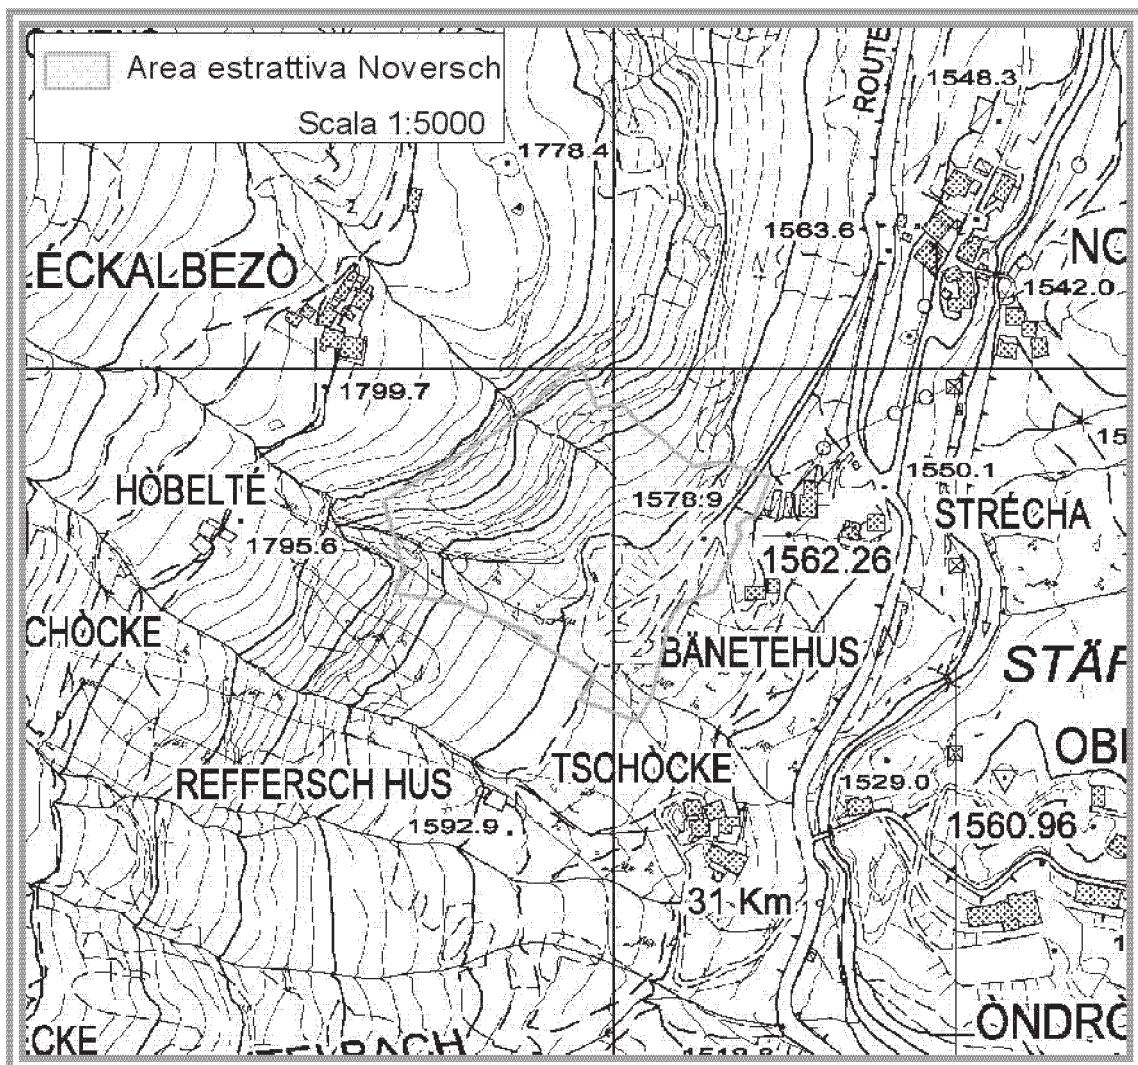 Area estrattiva Noversch
Scala 1:5000
ROUTE
1548.3
1778.4
1563.6
LÉCKALBEZÒ
1542.0
1799.7
1550.1
HÒBELTÉ
1578.9
STRÉCHA
1795.6
1562.26
CHÒCKE
BÄNETEHUS
TSCHÒCKE
REFFERSCH HUS
1529.0
1592.9
1560.96
31 Km
ÒNDRÒ
ECKE